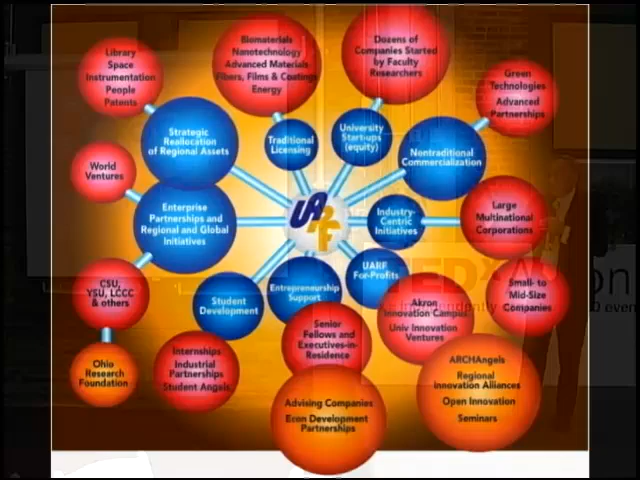 Library
Space
Instrumentation
People
Patents
Biomaterials
Nanotechnology
Advanced Materials
Fibers, Films & Coatings
Energy
Dozens of
Companies Started
by Faculty
Researchers
Green
Technologies
Advanced
Partnerships
Strategic
Reallocation
of Regional Assets
Traditional
Licensing
University
Start-ups
(equity)
Nontraditional
Commercialization
World
Ventures
Enterprise
Partnerships and
Regional and Global
Initiatives
UARF
Industry-
Centric
Initiatives
Large
Multinational
Corporations
CSU,
YSU, LCCC
& others
Student
Development
Entrepreneurship
Support
UARF
For-Profits
Small- to
Mid-Size
Companies
Akron
Innovation Campus
Univ Innovation
Ventures
Senior
Fellows and
Executives-in-
Residence
Ohio
Research
Foundation
Internships
Industrial
Partnerships
Student Angels
ARCHAngels
Regional
Innovation Alliances
Open Innovation
Seminars
Advising Companies
Econ Development
Partnerships